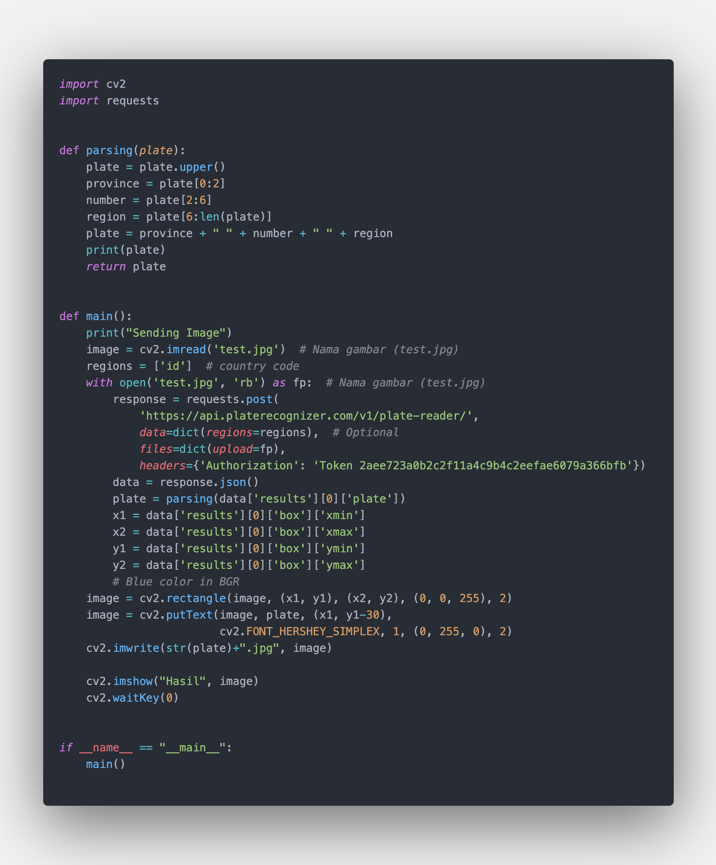 import cv2
import requests
def parsing(plate):
    plate = plate.upper()
    province = plate[0:2]
    number = plate[2:6]
    region = plate[6:len(plate)]
    plate = province + " " + number + " " + region
    print(plate)
    return plate
def main():
    print("Sending Image")
    image = cv2.imread('test.jpg')  # Nama gambar (test.jpg)
    regions = ['id']  # country code
    with open('test.jpg', 'rb') as fp:  # Nama gambar (test.jpg)
        response = requests.post(
            'https://api.platerecognizer.com/v1/plate-reader/',
            data=dict(regions=regions),  # Optional
            files=dict(upload=fp),
            headers={'Authorization': 'Token 2aee723a0b2c2f11a4c9b4c2eefae6079a366bfb'})
        data = response.json()
        plate = parsing(data['results'][0]['plate'])
        x1 = data['results'][0]['box']['xmin']
        x2 = data['results'][0]['box']['xmax']
        y1 = data['results'][0]['box']['ymin']
        y2 = data['results'][0]['box']['ymax']
        # Blue color in BGR
    image = cv2.rectangle(image, (x1, y1), (x2, y2), (0, 0, 255), 2)
    image = cv2.putText(image, plate, (x1, y1-30),
                        cv2.FONT_HERSHEY_SIMPLEX, 1, (0, 255, 0), 2)
    cv2.imwrite(str(plate)+".jpg", image)
    cv2.imshow("Hasil", image)
    cv2.waitKey(0)
if __name__ == "__main__":
    main()